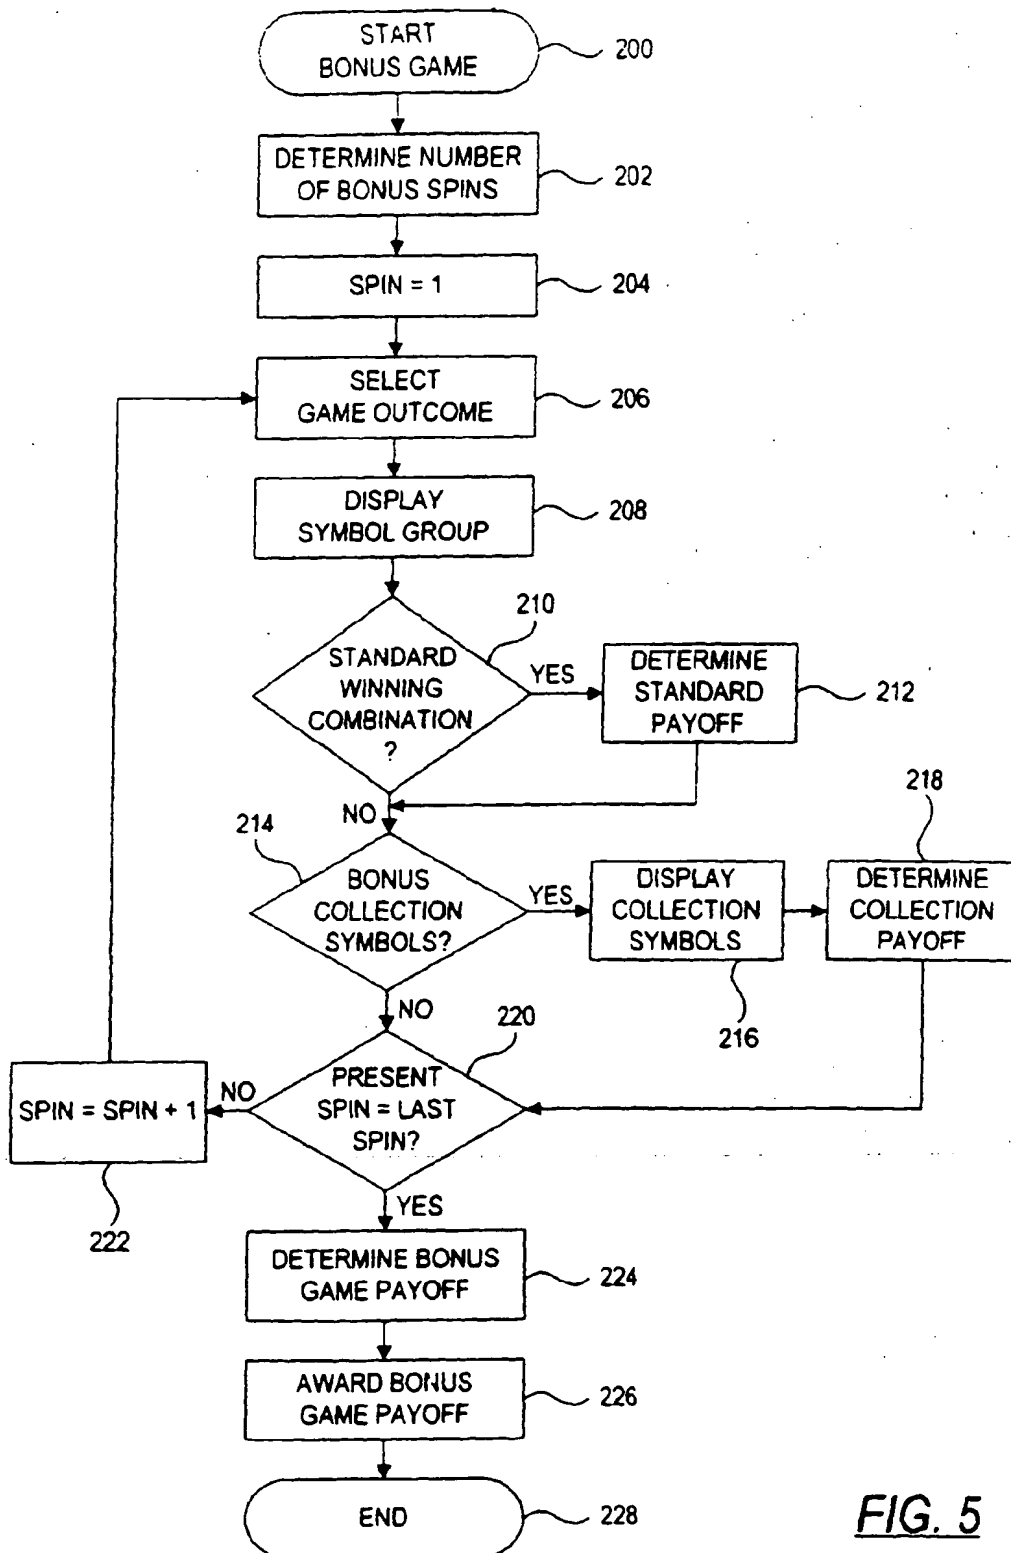 START
BONUS GAME
200
DETERMINE NUMBER
OF BONUS SPINS
202
SPIN = 1
204
SELECT
GAME OUTCOME
206
DISPLAY
SYMBOL GROUP
208
210
STANDARD
WINNING
COMBINATION
?
YES
DETERMINE
STANDARD
PAYOFF
212
NO
214
BONUS
COLLECTION
SYMBOLS?
YES
DISPLAY
COLLECTION
SYMBOLS
216
218
DETERMINE
COLLECTION
PAYOFF
NO
220
PRESENT
SPIN = LAST
SPIN?
NO
SPIN = SPIN + 1
222
YES
DETERMINE BONUS
GAME PAYOFF
224
AWARD BONUS
GAME PAYOFF
226
END
228
FIG. 5